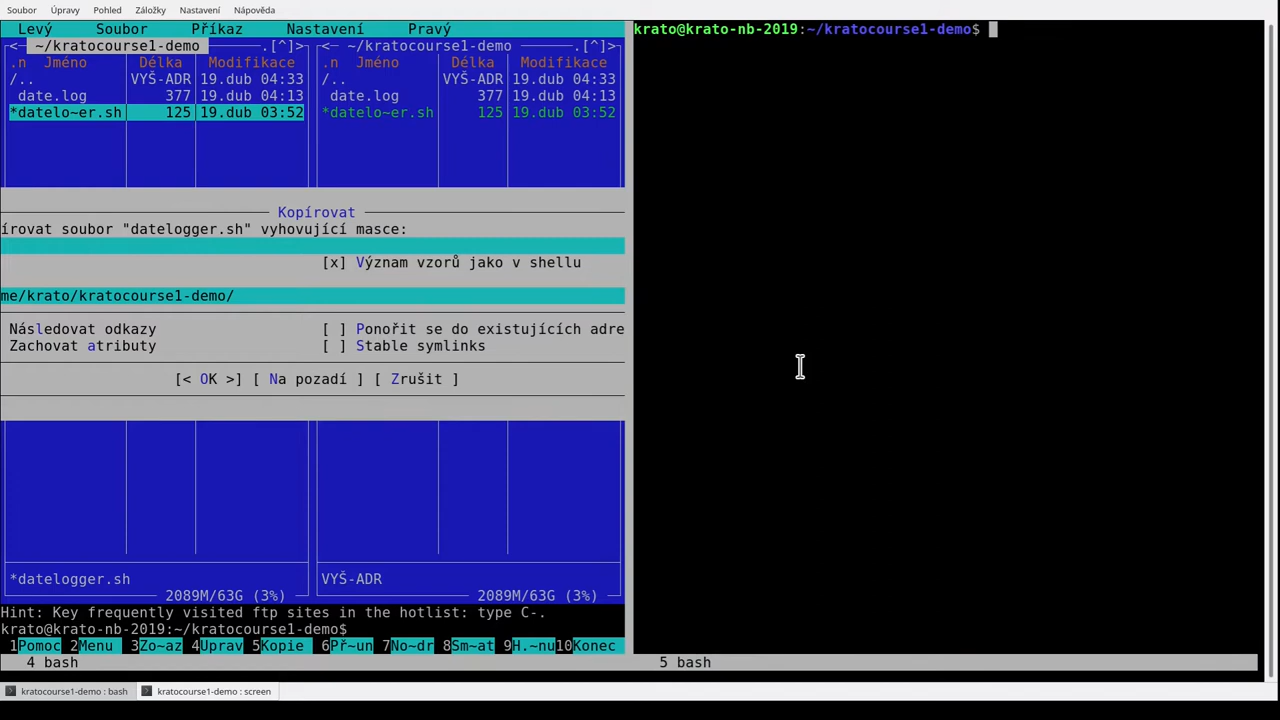 Soubor Úpravy Pohled Záložky Nastavení Nápověda
Levý Soubor Příkaz Nastavení Pravý
<─ ~/kratocourse1-demo ─.[^]> <─ ~/kratocourse1-demo ─.[^]>
.n Jméno Délka Modifikace .n Jméno Délka Modifikace
/.. VYŠ-ADR 19.dub 04:33 /.. VYŠ-ADR 19.dub 04:33
date.log 377 19.dub 04:13 date.log 377 19.dub 04:13
*datelo~er.sh 125 19.dub 03:52 *datelo~er.sh 125 19.dub 03:52
Kopírovat
írovat soubor "datelogger.sh" vyhovující masce:
[x] Význam vzorů jako v shellu
me/krato/kratocourse1-demo/
Následovat odkazy [ ] Ponořit se do existujících adre
Zachovat atributy [ ] Stable symlinks
[< OK >] [ Na pozadí ] [ Zrušit ]
*datelogger.sh VYŠ-ADR
2089M/63G (3%) 2089M/63G (3%)
Hint: Key frequently visited ftp sites in the hotlist: type C-.
krato@krato-nb-2019:~/kratocourse1-demo$
1Pomoc 2Menu 3Zo~az 4Uprav 5Kopie 6Př~un 7No~dr 8Sm~at 9H.~nu 10Konec
krato@krato-nb-2019:~/kratocourse1-demo$
4 bash 5 bash
kratocourse1-demo : bash kratocourse1-demo : screen